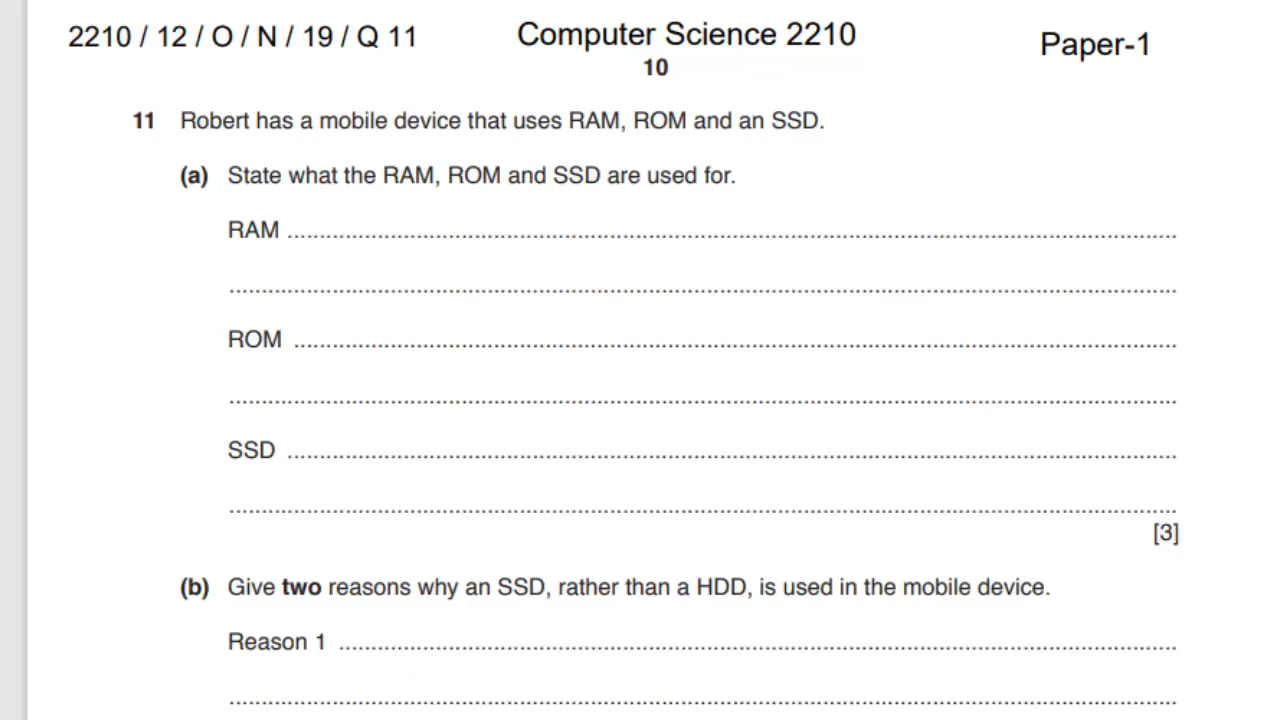 2210 / 12 / O / N / 19 / Q 11 Computer Science 2210 Paper-1
10
11 Robert has a mobile device that uses RAM, ROM and an SSD.
(a) State what the RAM, ROM and SSD are used for.
RAM ................................................................................
................................................................................
ROM ................................................................................
................................................................................
SSD ................................................................................
................................................................................
[3]
(b) Give two reasons why an SSD, rather than a HDD, is used in the mobile device.
Reason 1 ................................................................................
................................................................................